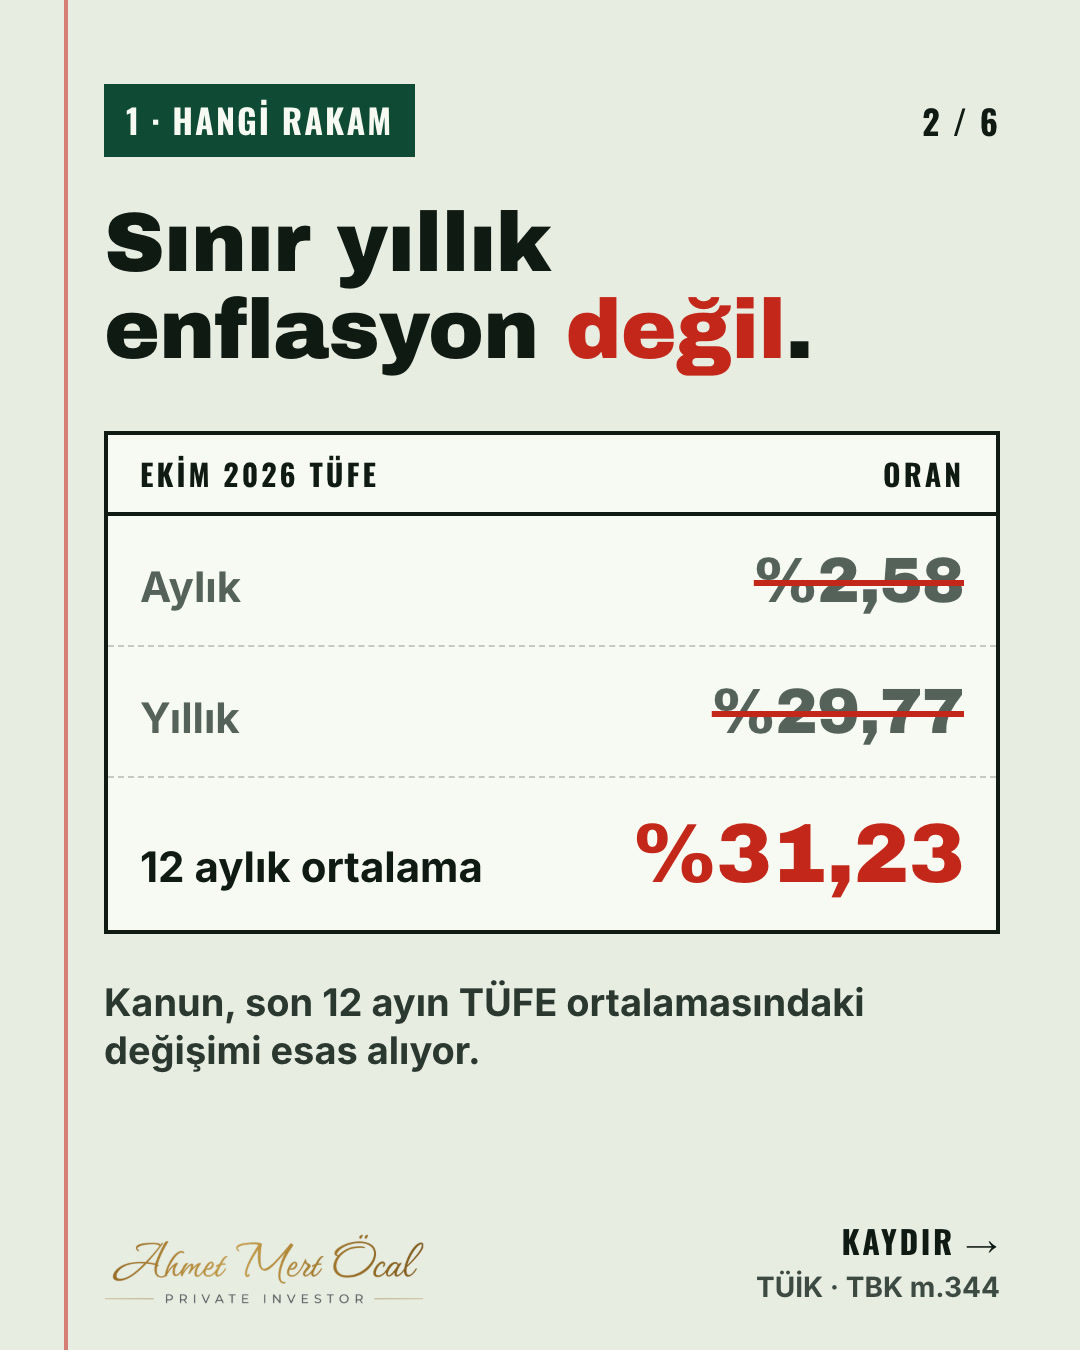 1 · HANGİ RAKAM
2 / 6
Sınır yıllık
enflasyon değil.
EKİM 2026 TÜFE
ORAN
Aylık
%2,58
Yıllık
%29,77
12 aylık ortalama
%31,23
Kanun, son 12 ayın TÜFE ortalamasındaki
değişimi esas alıyor.
KAYDIR →
Ahmet Mert Öcal
PRIVATE INVESTOR
TÜİK · TBK m.344